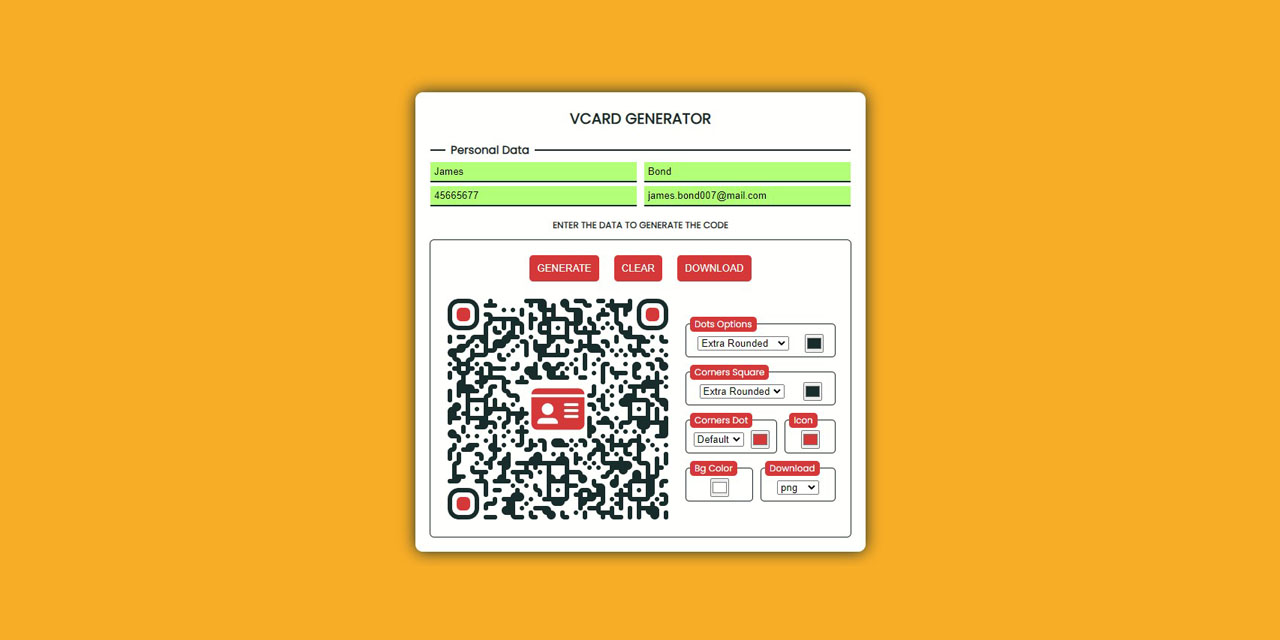 VCARD GENERATOR
Personal Data
James Bond
45665677 james.bond007@mail.com
ENTER THE DATA TO GENERATE THE CODE
GENERATE CLEAR DOWNLOAD
Dots Options
Extra Rounded
Corners Square
Extra Rounded
Corners Dot Icon
Default
Bg Color Download
png